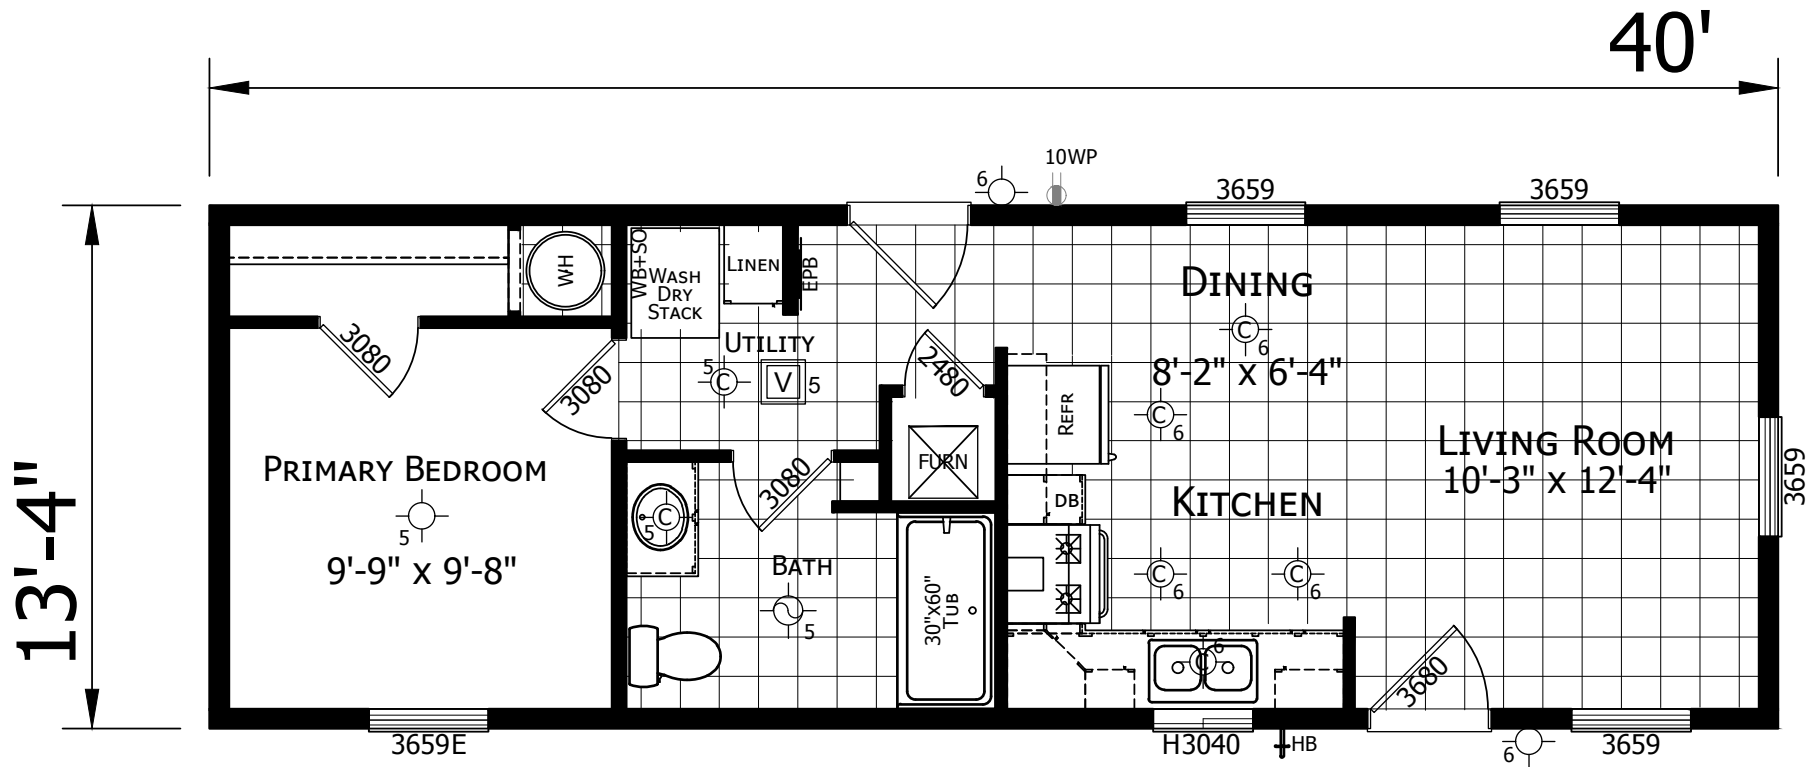 40'
13'-4"
6
10WP
3659
3659
WH
WB+SO
WASH
DRY
STACK
LINEN
EPB
DINING
8'-2" x 6'-4"
C
6
3080
3080
UTILITY
5
C
V
5
2480
REFR
C
6
LIVING ROOM
10'-3" x 12'-4"
3659
PRIMARY BEDROOM
9'-9" x 9'-8"
5
3080
FURN
DB
KITCHEN
C
5
BATH
5
30"x60"
TUB
C
6
C
6
C
6
3680
3659E
H3040
HB
6
3659